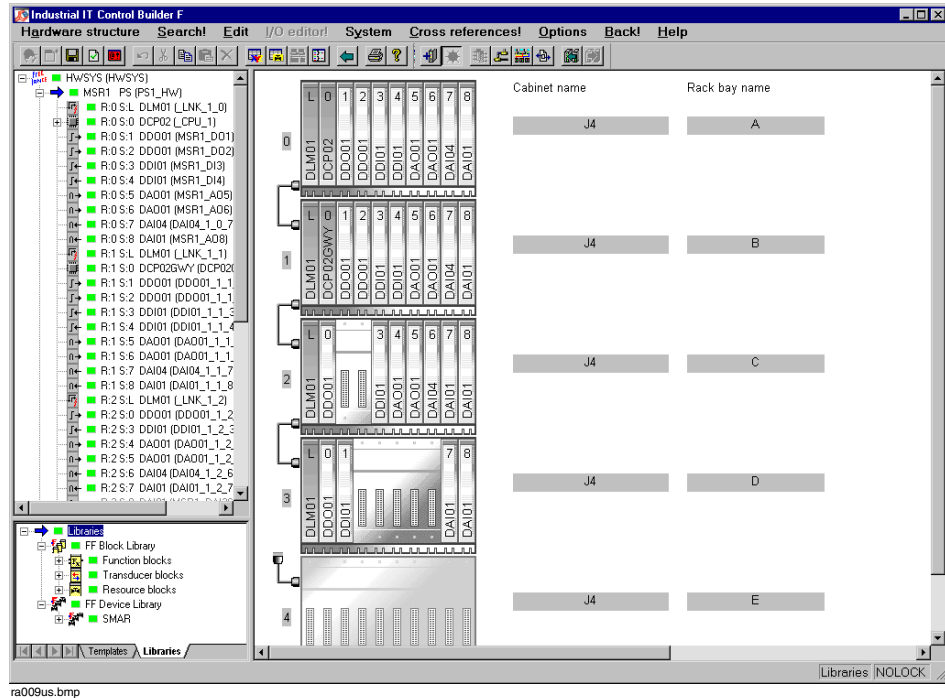 Industrial IT Control Builder F
Hardware structure Search! Edit I/O editor! System Cross references! Options Back! Help
HWSYS (HWSYS)
MSR1 PS (PS1_HW)
R:0 S:L DLM01 (_LNK_1_0)
R:0 S:0 DCP02 (_CPU_1)
R:0 S:1 DDO01 (MSR1_DO1)
R:0 S:2 DDO01 (MSR1_DO2)
R:0 S:3 DDI01 (MSR1_DI3)
R:0 S:4 DDI01 (MSR1_DI4)
R:0 S:5 DAO01 (MSR1_AO5)
R:0 S:6 DAO01 (MSR1_AO6)
R:0 S:7 DAI04 (DAI04_1_0_7
R:0 S:8 DAI01 (MSR1_AO8)
R:1 S:L DLM01 (_LNK_1_1)
R:1 S:0 DCP02GWY (DCP02(
R:1 S:1 DDO01 (DDO01_1_1_
R:1 S:2 DDO01 (DDO01_1_1_
R:1 S:3 DDI01 (DDI01_1_1_3
R:1 S:4 DDI01 (DDI01_1_1_4
R:1 S:5 DAO01 (DAO01_1_1_
R:1 S:6 DAO01 (DAO01_1_1_
R:1 S:7 DAI04 (DAI04_1_1_7
R:1 S:8 DAI01 (DAI01_1_1_8
R:2 S:L DLM01 (_LNK_1_2)
R:2 S:0 DDO01 (DDO01_1_2_
R:2 S:3 DDI01 (DDI01_1_2_3
R:2 S:4 DAO01 (DAO01_1_2_
R:2 S:5 DAO01 (DAO01_1_2_
R:2 S:6 DAI04 (DAI04_1_2_6
R:2 S:7 DAI01 (DAI01_1_2_7
Libraries
FF Block Library
Function blocks
Transducer blocks
Resource blocks
FF Device Library
SMAR
Templates Libraries
Cabinet name Rack bay name
0
L 0 1 2 3 4 5 6 7 8
DLM01 DCP02 DDO01 DDO01 DDI01 DDI01 DAO01 DAO01 DAI04 DAI01
J4 A
1
L 0 1 2 3 4 5 6 7 8
DLM01 DCP02GWY DDO01 DDO01 DDI01 DDI01 DAO01 DAO01 DAI04 DAI01
J4 B
2
L 0 3 4 5 6 7 8
DLM01 DDO01 DDI01 DAO01 DAO01 DAI04 DAI01 DAI01
J4 C
3
L 0 1 7 8
DLM01 DDO01 DDI01 DAI01 DAI01
J4 D
4
J4 E
Libraries NOLOCK
ra009us.bmp